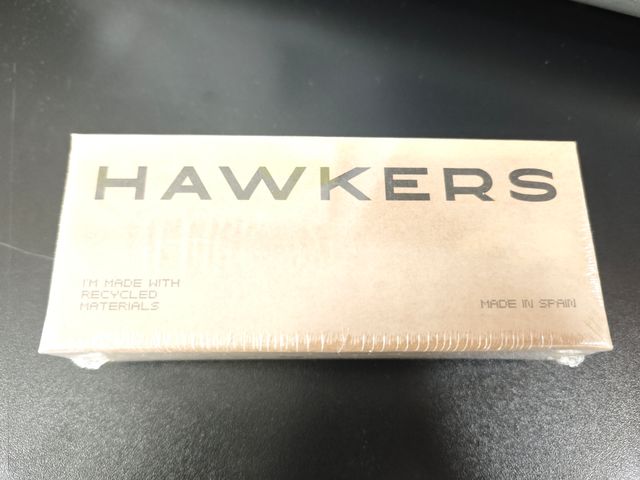 HAWKERS
I'M MADE WITH
RECYCLED
MATERIALS
MADE IN SPAIN